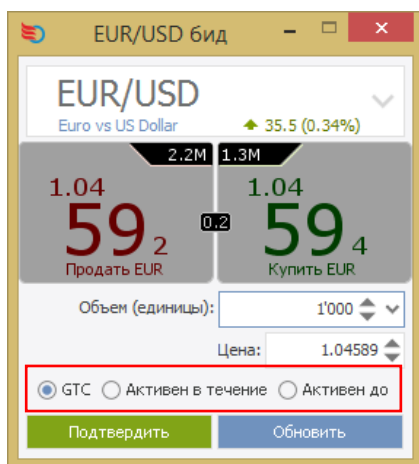 EUR/USD бид
EUR/USD
Euro vs US Dollar 35.5 (0.34%)
2.2M 1.3M
1.04 1.04
59 2 0.2 59 4
Продать EUR Купить EUR
Объем (единицы): 1'000
Цена: 1.04589
GTC Активен в течение Активен до
Подтвердить Обновить